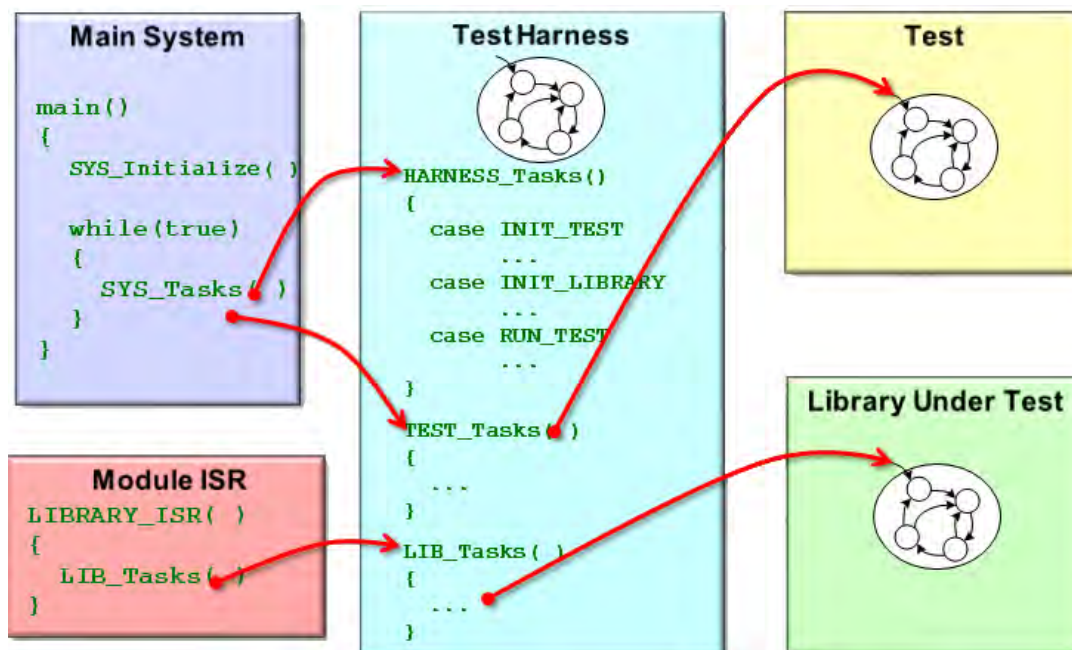 Main System
main()
{
SYS_Initialize( )
while(true)
{
SYS_Tasks( )
}
}
Module ISR
LIBRARY_ISR( )
{
LIB_Tasks( )
}
Test Harness
HARNESS_Tasks()
{
case INIT_TEST
...
case INIT_LIBRARY
...
case RUN_TEST
...
}
TEST_Tasks( )
{
...
}
LIB_Tasks( )
{
...
}
Test
Library Under Test